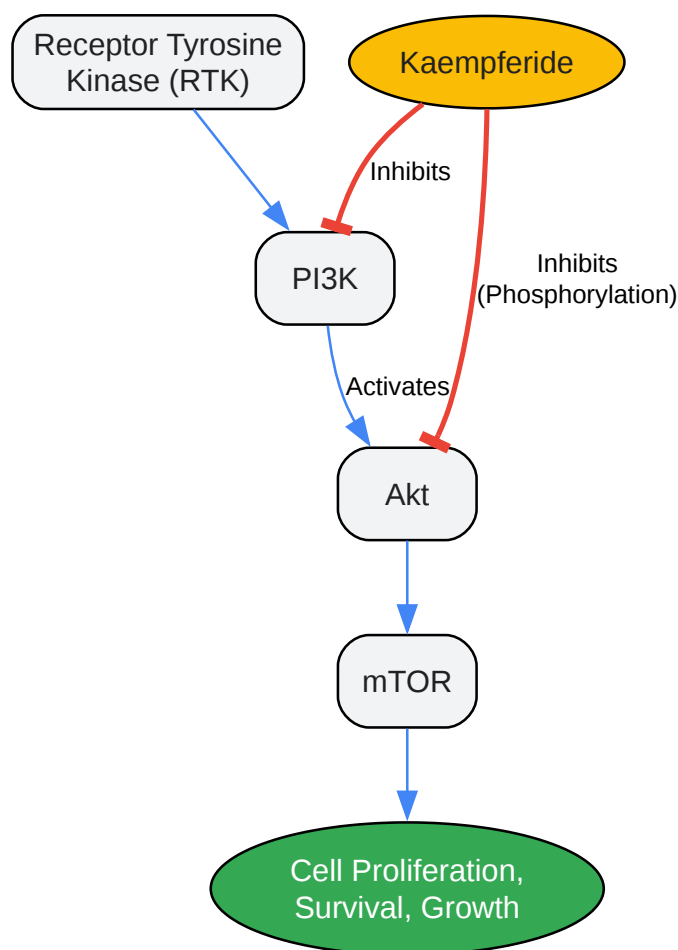 Receptor Tyrosine
Kinase (RTK)
Kaempferide
Inhibits
PI3K
Inhibits
(Phosphorylation)
Activates
Akt
mTOR
Cell Proliferation,
Survival, Growth